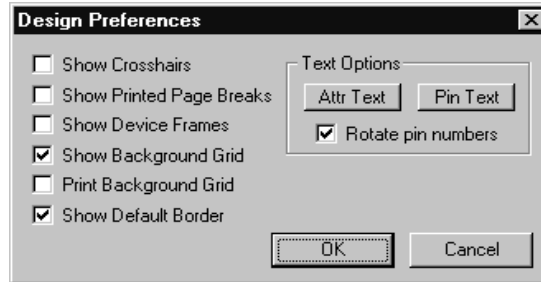 Design Preferences
Show Crosshairs
Show Printed Page Breaks
Show Device Frames
Show Background Grid
Print Background Grid
Show Default Border
Text Options
Attr Text
Pin Text
Rotate pin numbers
OK
Cancel